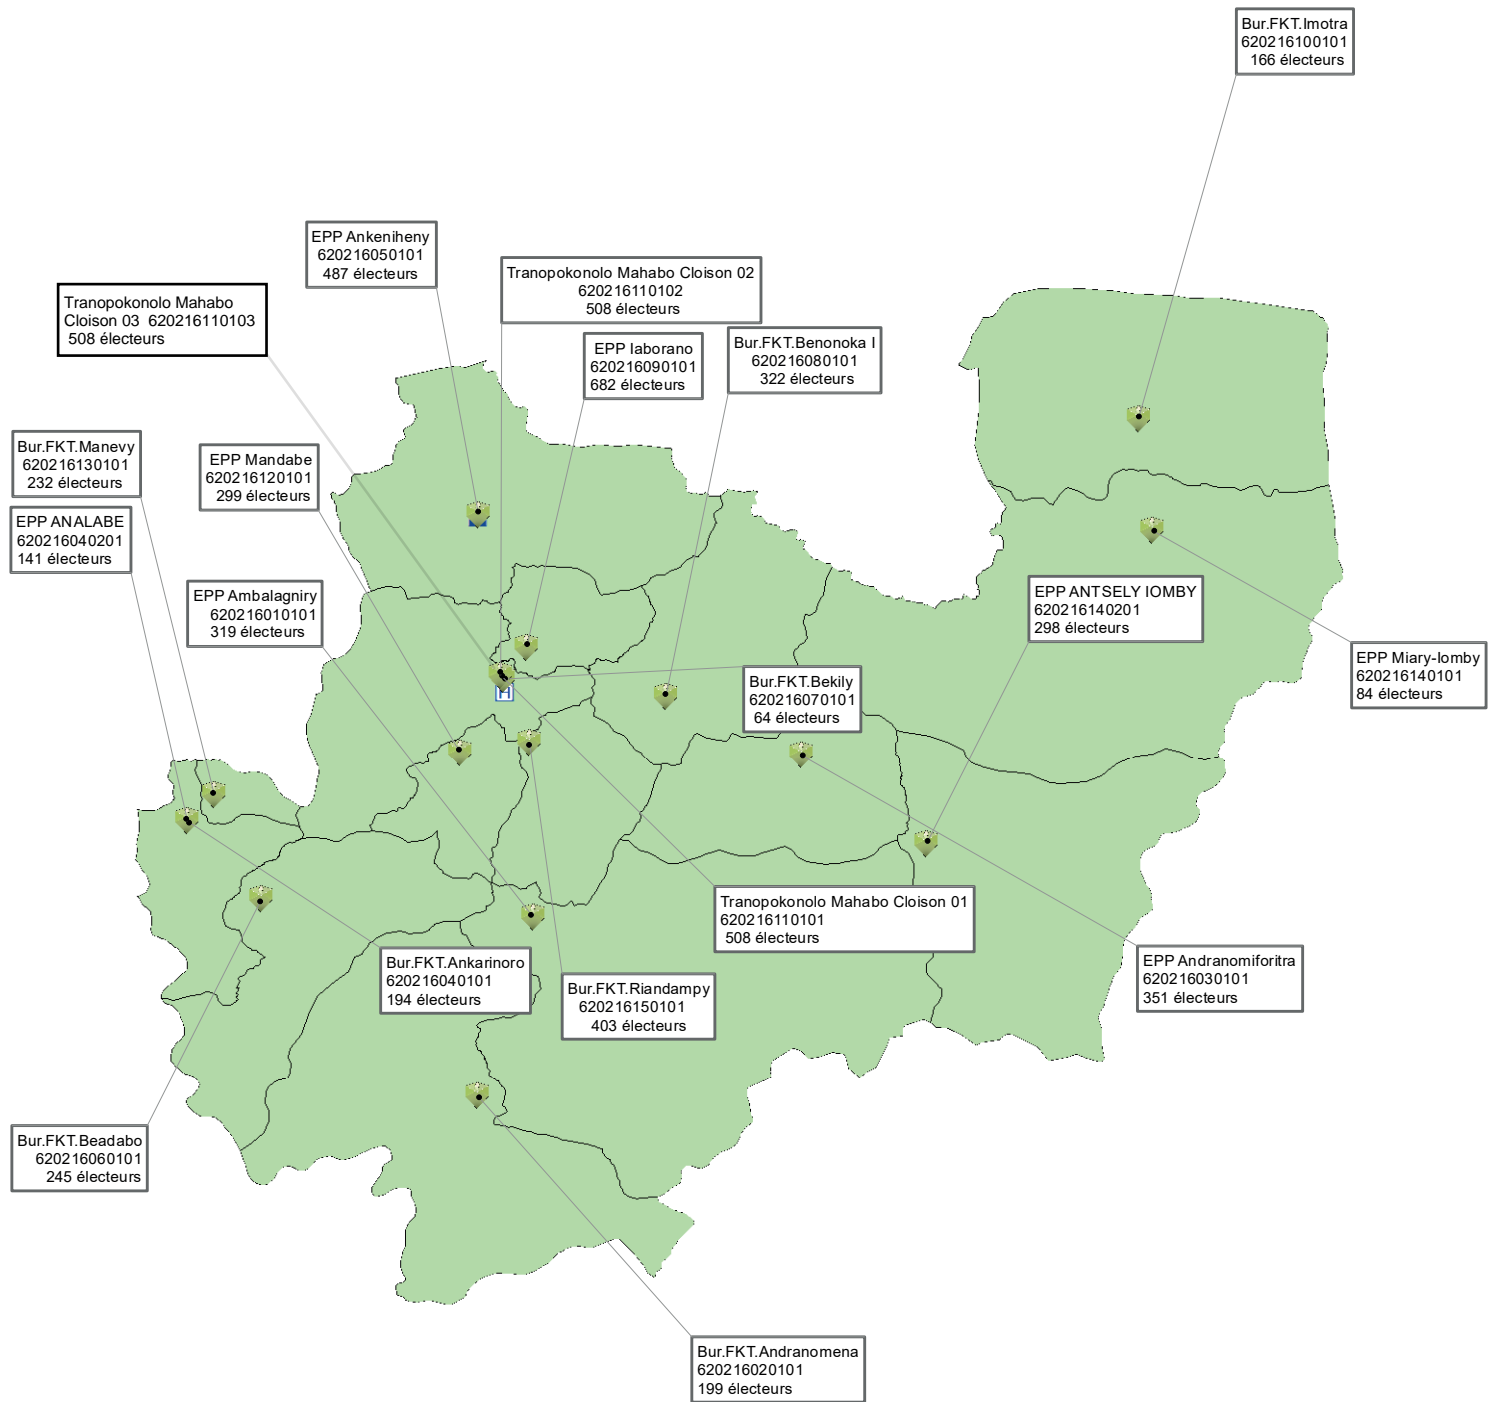 Bur.FKT.Imotra
620216100101
166 électeurs
EPP Ankeniheny
620216050101
487 électeurs
Tranopokonolo Mahabo Cloison 02
620216110102
508 électeurs
Tranopokonolo Mahabo
Cloison 03 620216110103
508 électeurs
EPP Iaborano
620216090101
682 électeurs
Bur.FKT.Benonoka I
620216080101
322 électeurs
Bur.FKT.Manevy
620216130101
232 électeurs
EPP Mandabe
620216120101
299 électeurs
EPP ANALABE
620216040201
141 électeurs
EPP Ambalagniry
620216010101
319 électeurs
EPP ANTSELY IOMBY
620216140201
298 électeurs
EPP Miary-Iomby
620216140101
84 électeurs
Bur.FKT.Bekily
620216070101
64 électeurs
H
Tranopokonolo Mahabo Cloison 01
620216110101
508 électeurs
Bur.FKT.Ankarinoro
620216040101
194 électeurs
Bur.FKT.Riandampy
620216150101
403 électeurs
EPP Andranomiforitra
620216030101
351 électeurs
Bur.FKT.Beadabo
620216060101
245 électeurs
Bur.FKT.Andranomena
620216020101
199 électeurs